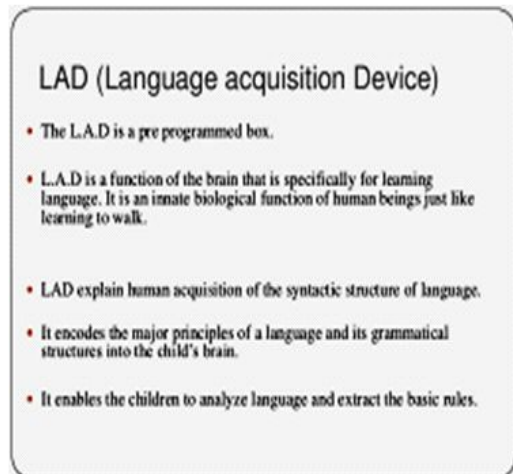 LAD (Language acquisition Device)
• The L.A.D is a pre programmed box.
• L.A.D is a function of the brain that is specifically for learning
language. It is an innate biological function of human beings just like
learning to walk.
• LAD explain human acquisition of the syntactic structure of language.
• It encodes the major principles of a language and its grammatical
structures into the child's brain.
• It enables the children to analyze language and extract the basic rules.